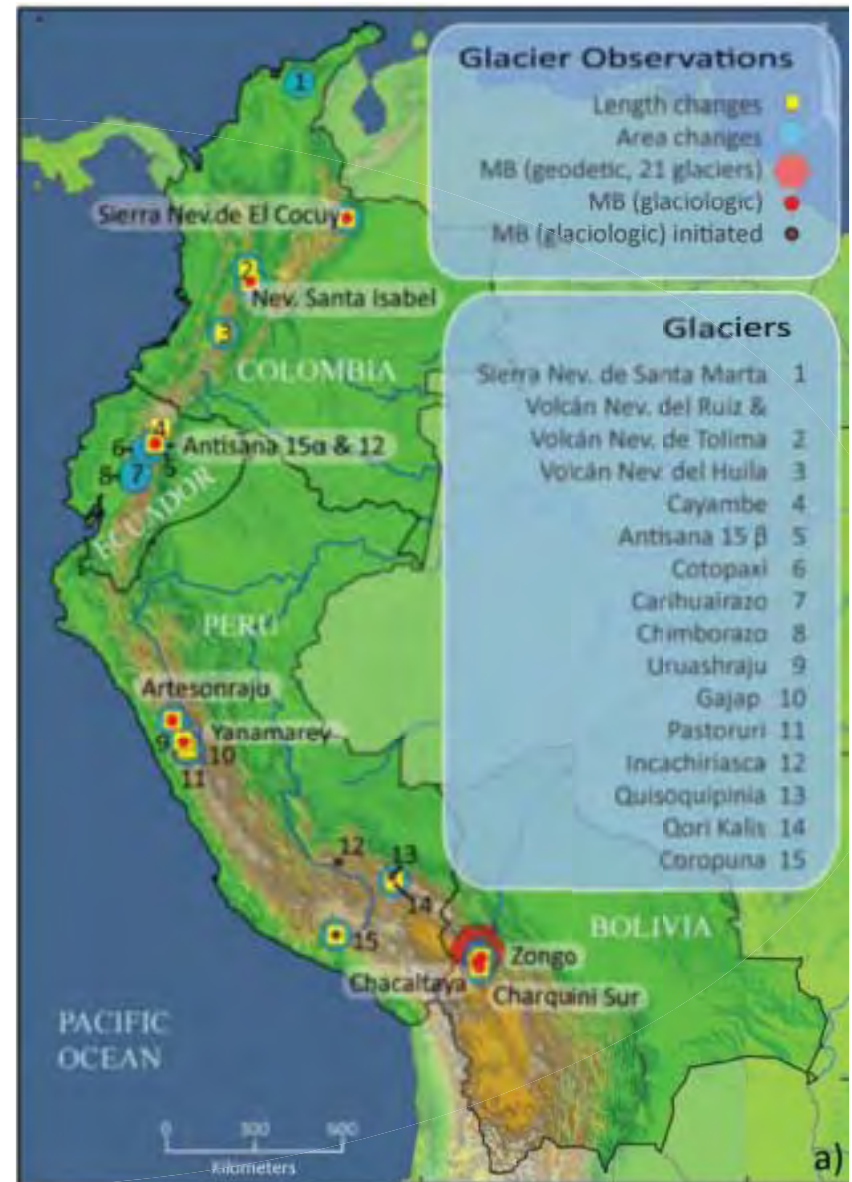 Glacier Observations
Length changes
Area changes
MB (geodetic, 21 glaciers)
MB (glaciologic)
MB (glaciologic) initiated
Glaciers
Sierra Nev. de Santa Marta 1
Volcán Nev. del Ruiz &
Volcán Nev. de Tolima 2
Volcán Nev. del Huila 3
Cayambe 4
Antisana 15 β 5
Cotopaxi 6
Carihuairazo 7
Chimborazo 8
Uruashraju 9
Gajap 10
Pastoruri 11
Incachiriasca 12
Quisoquipinia 13
Qori Kalis 14
Coropuna 15
1
Sierra Nev.de El Cocuy
2
Nev. Santa Isabel
3
COLOMBIA
4
6
Antisana 15α & 12
5
8
7
ECUADOR
PERU
Artesonraju
Yanamarey
9
10
11
12
13
14
15
BOLIVIA
Zongo
Chacaltaya
Charquini Sur
PACIFIC
OCEAN
0 300 600
Kilometers
a)